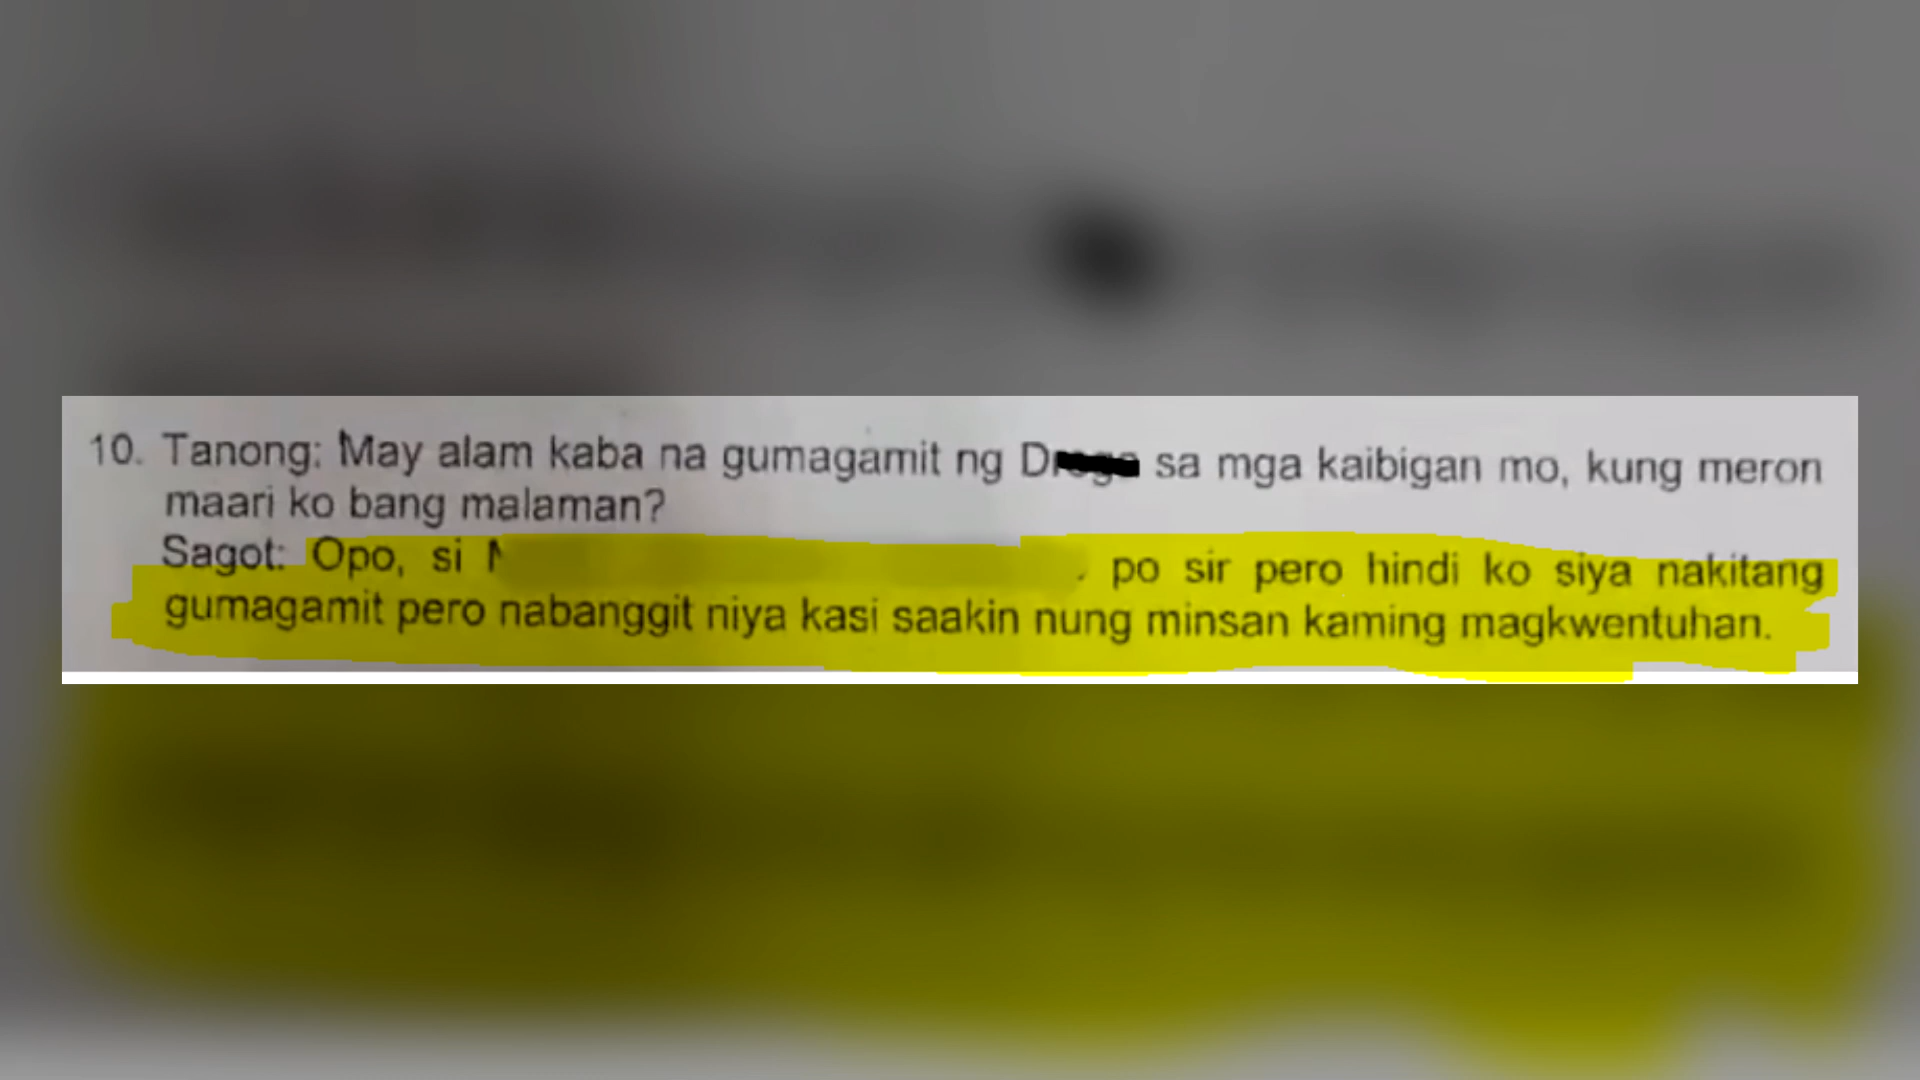 10. Tanong: May alam kaba na gumagamit ng Droga sa mga kaibigan mo, kung meron
maari ko bang malaman?
Sagot: Opo, si po sir pero hindi ko siya nakitang
gumagamit pero nabanggit niya kasi saakin nung minsan kaming magkwentuhan.